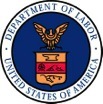 DEPARTMENT OF LABOR
UNITED STATES OF AMERICA